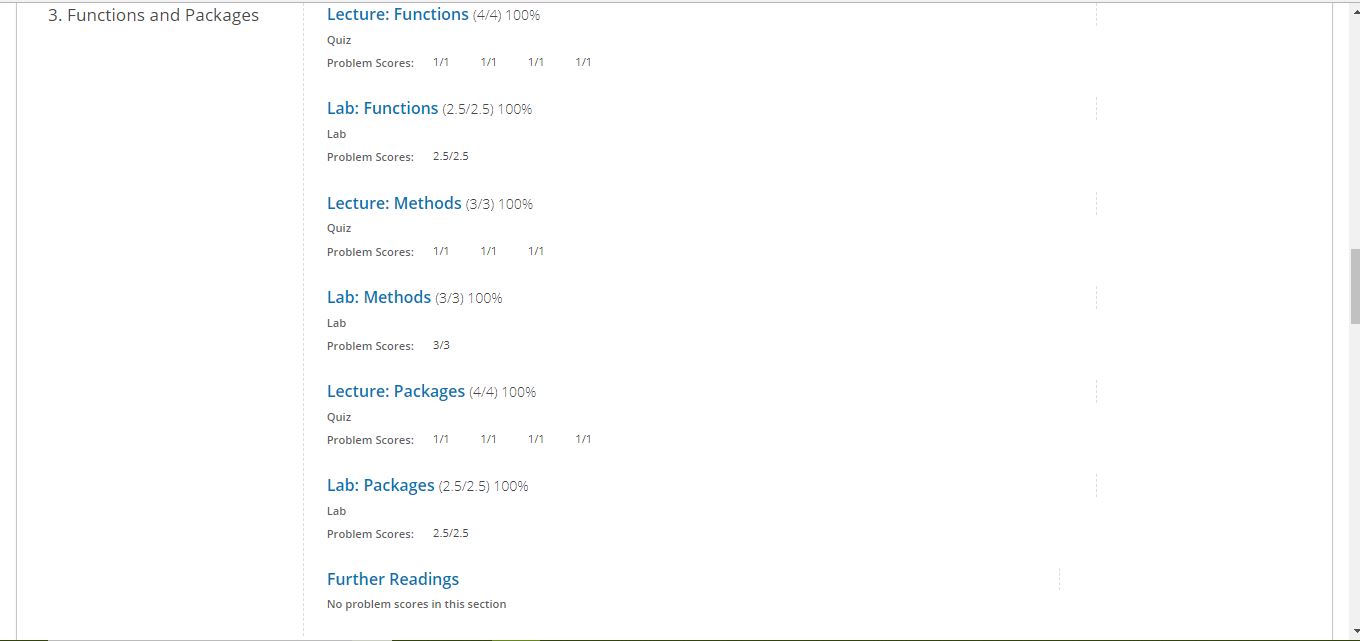 3. Functions and Packages
Lecture: Functions (4/4) 100%
Quiz
Problem Scores: 1/1 1/1 1/1 1/1
Lab: Functions (2.5/2.5) 100%
Lab
Problem Scores: 2.5/2.5
Lecture: Methods (3/3) 100%
Quiz
Problem Scores: 1/1 1/1 1/1
Lab: Methods (3/3) 100%
Lab
Problem Scores: 3/3
Lecture: Packages (4/4) 100%
Quiz
Problem Scores: 1/1 1/1 1/1 1/1
Lab: Packages (2.5/2.5) 100%
Lab
Problem Scores: 2.5/2.5
Further Readings
No problem scores in this section